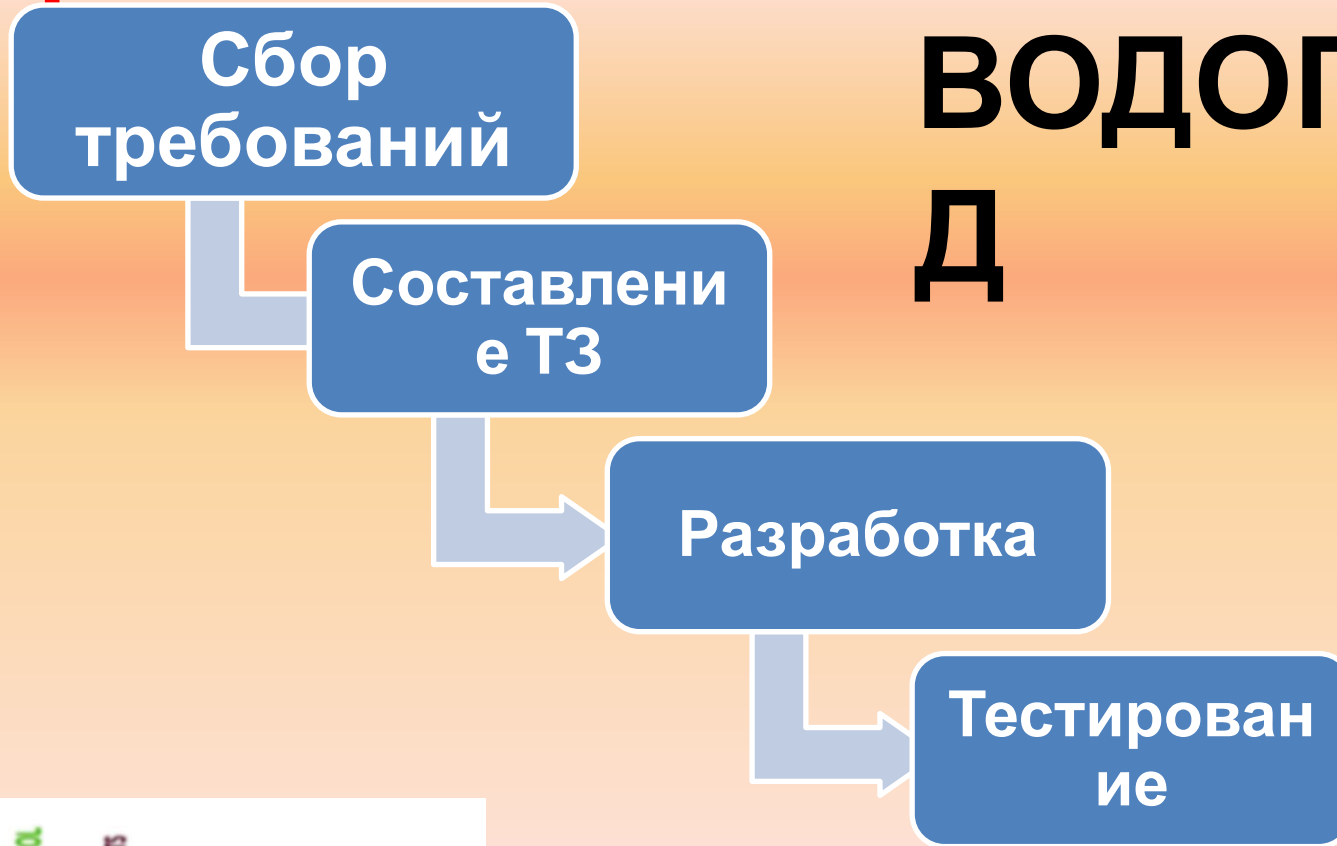 Сбор
требований
ВОДОП
Д
Составлени
е ТЗ
Разработка
Тестирован
ие